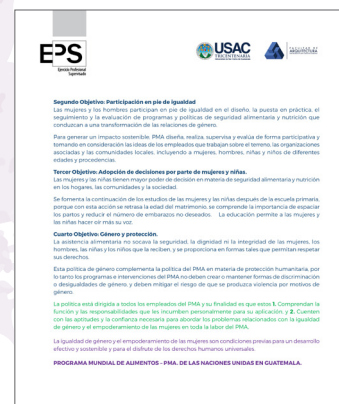 EPS
Ejercicio Profesional
Supervisado
USAC
TRICENTENARIA
FACULTAD DE
ARQUITECTURA
Segundo Objetivo: Participación en pie de igualdad
Las mujeres y los hombres participan en pie de igualdad en el diseño, la puesta en práctica, el
seguimiento y la evaluación de programas y políticas de seguridad alimentaria y nutrición que
conduzcan a una transformación de las relaciones de género.
Para generar un impacto sostenible, PMA diseña, realiza, supervisa y evalúa de forma participativa y
tomando en consideración las ideas de los empleados que trabajan sobre el terreno, las organizaciones
asociadas y las comunidades locales, incluyendo a mujeres, hombres, niñas y niños de diferentes
edades y procedencias.
Tercer Objetivo: Adopción de decisiones por parte de mujeres y niñas.
Las mujeres y las niñas tienen mayor poder de decisión en materia de seguridad alimentaria y nutrición
en los hogares, las comunidades y la sociedad.
Se fomenta la continuación de los estudios de las mujeres y las niñas después de la escuela primaria,
porque con esta acción se retrasa la edad del matrimonio, se comprende la importancia de espaciar
los partos y reducir el número de embarazos no deseados. La educación permite a las mujeres y
las niñas hacer oír más su voz.
Cuarto Objetivo: Género y protección.
La asistencia alimentaria no socava la seguridad, la dignidad ni la integridad de las mujeres, los
hombres, las niñas y los niños que la reciben, y se proporciona en formas tales que permitan respetar
sus derechos.
Esta política de género complementa la política del PMA en materia de protección humanitaria, por
lo tanto los programas e intervenciones del PMA no deben crear o mantener formas de discriminación
o desigualdades de género, y deben mitigar el riesgo de que se produzca violencia por motivos de
género.
La política está dirigida a todos los empleados del PMA y su finalidad es que estos 1. Comprendan la
función y las responsabilidades que les incumben personalmente para su aplicación, y 2. Cuenten
con las aptitudes y la confianza necesaria para abordar los problemas relacionados con la igualdad
de género y el empoderamiento de las mujeres en toda la labor del PMA.
La igualdad de género y el empoderamiento de las mujeres son condiciones previas para un desarrollo
efectivo y sostenible y para el disfrute de los derechos humanos universales.
PROGRAMA MUNDIAL DE ALIMENTOS - PMA. DE LAS NACIONES UNIDAS EN GUATEMALA.